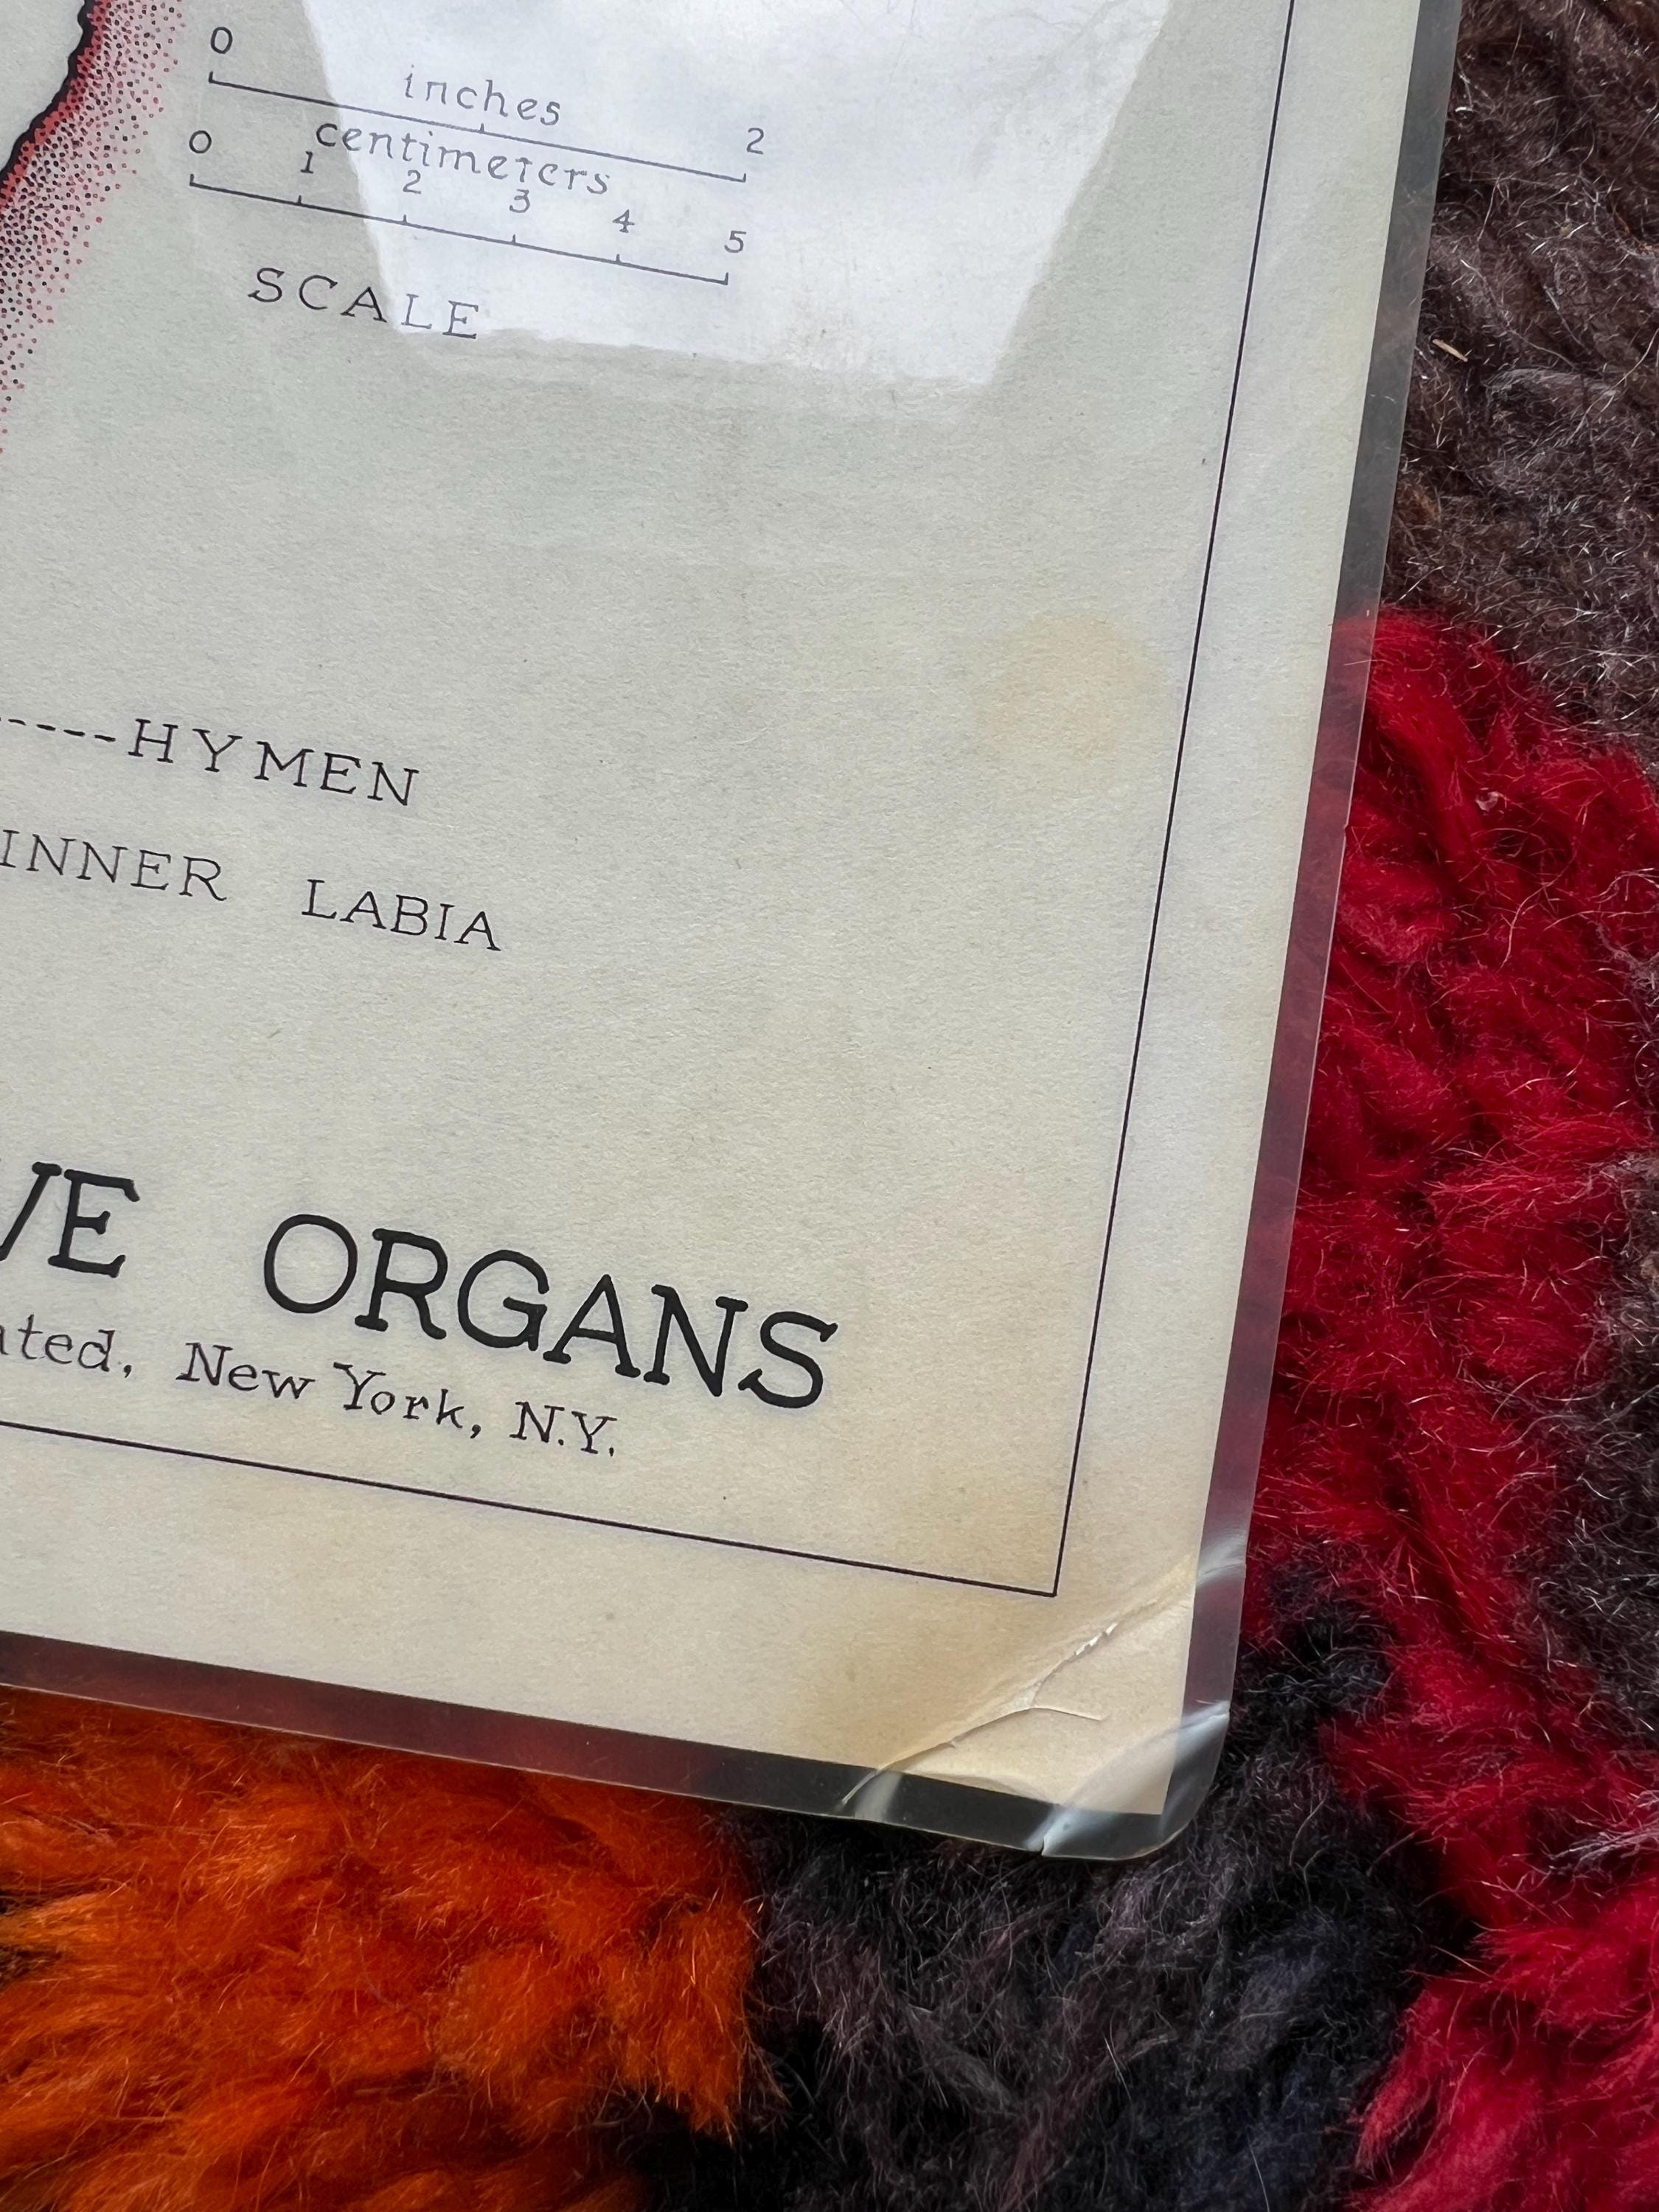 0 2
inches
centimeters
0 1 2 3 4 5
SCALE
-----HYMEN
INNER LABIA
VE ORGANS
ated, New York, N.Y.